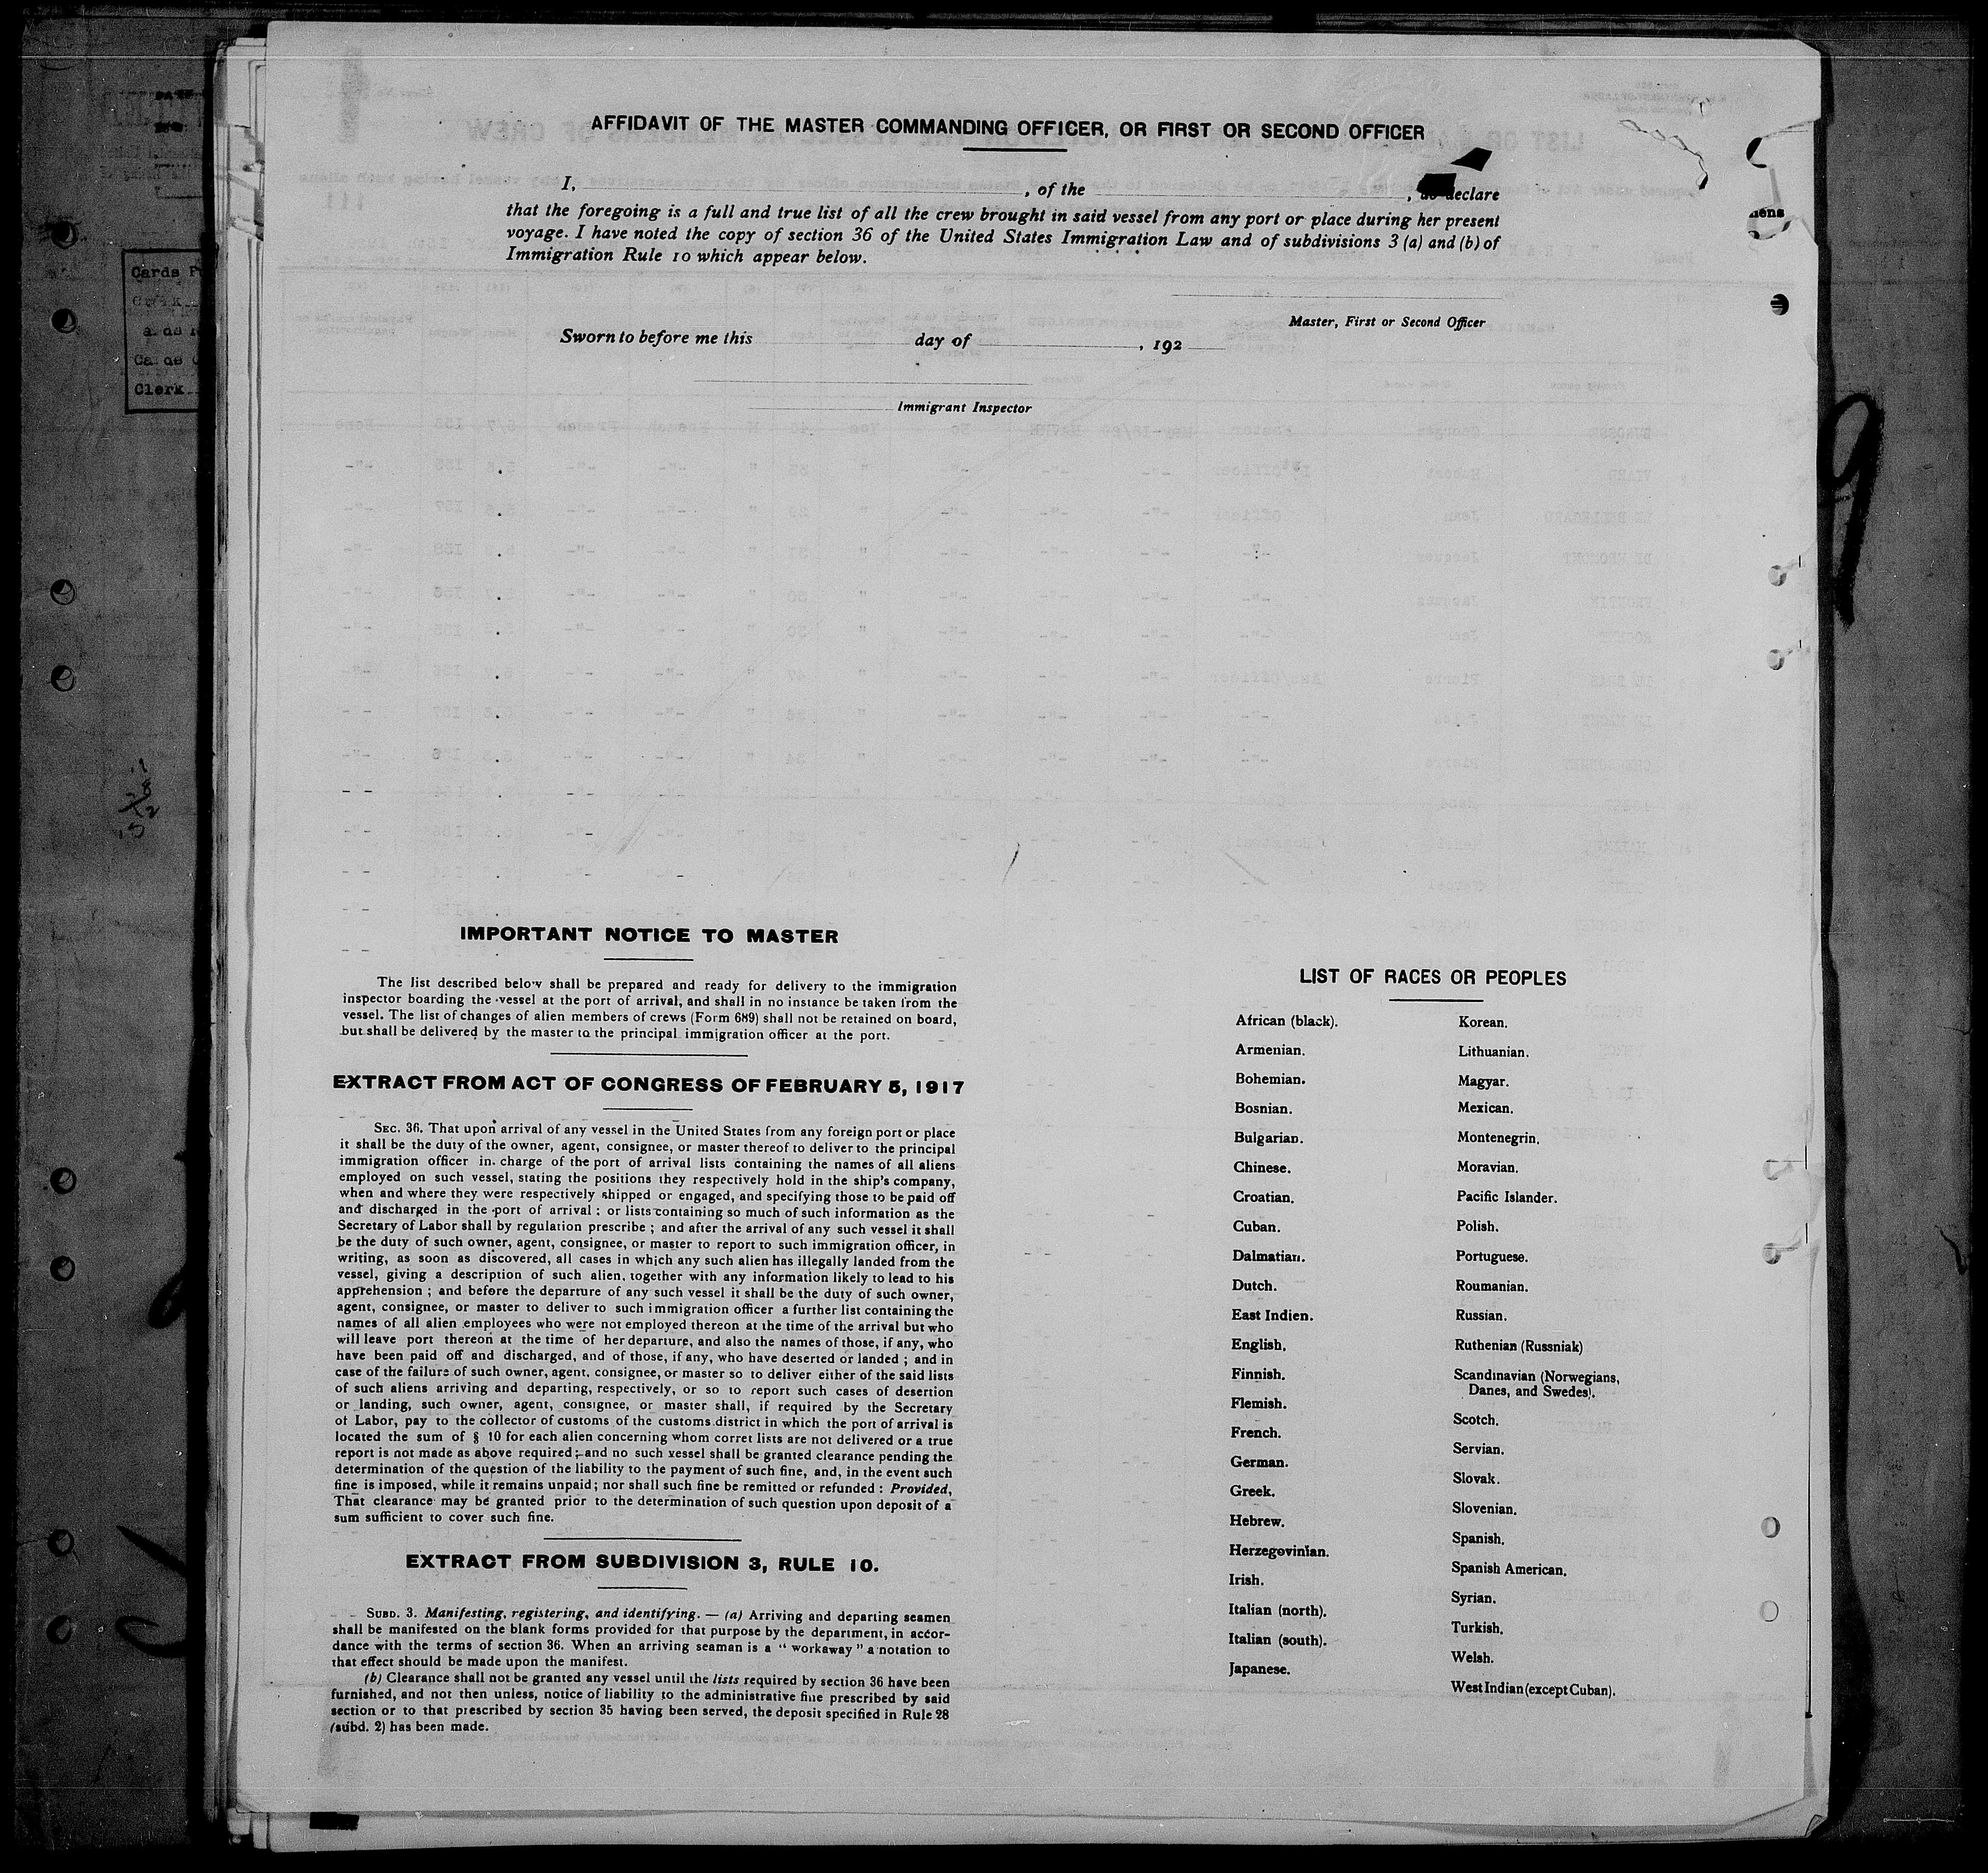 AFFIDAVIT OF THE MASTER COMMANDING OFFICER, OR FIRST OR SECOND OFFICER
I, , of the , do declare
that the foregoing is a full and true list of all the crew brought in said vessel from any port or place during her present
voyage. I have noted the copy of section 36 of the United States Immigration Law and of subdivisions 3 (a) and (b) of
Immigration Rule 10 which appear below.
Master, First or Second Officer
Sworn to before me this day of , 192
Immigrant Inspector
Cards
Clerk
IMPORTANT NOTICE TO MASTER
The list described below shall be prepared and ready for delivery to the immigration
inspector boarding the vessel at the port of arrival, and shall in no instance be taken from the
vessel. The list of changes of alien members of crews (Form 689) shall not be retained on board,
but shall be delivered by the master to the principal immigration officer at the port.
EXTRACT FROM ACT OF CONGRESS OF FEBRUARY 5, 1917
SEC. 36. That upon arrival of any vessel in the United States from any foreign port or place
it shall be the duty of the owner, agent, consignee, or master thereof to deliver to the principal
immigration officer in charge of the port of arrival lists containing the names of all aliens
employed on such vessel, stating the positions they respectively hold in the ship's company,
when and where they were respectively shipped or engaged, and specifying those to be paid off
and discharged in the port of arrival ; or lists containing so much of such information as the
Secretary of Labor shall by regulation prescribe ; and after the arrival of any such vessel it shall
be the duty of such owner, agent, consignee, or master to report to such immigration officer, in
writing, as soon as discovered, all cases in which any such alien has illegally landed from the
vessel, giving a description of such alien, together with any information likely to lead to his
apprehension ; and before the departure of any such vessel it shall be the duty of such owner,
agent, consignee, or master to deliver to such immigration officer a further list containing the
names of all alien employees who were not employed thereon at the time of the arrival but who
will leave port thereon at the time of her departure, and also the names of those, if any, who
have been paid off and discharged, and of those, if any, who have deserted or landed ; and in
case of the failure of such owner, agent, consignee, or master so to deliver either of the said lists
of such aliens arriving and departing, respectively, or so to report such cases of desertion
or landing, such owner, agent, consignee, or master shall, if required by the Secretary
of Labor, pay to the collector of customs of the customs district in which the port of arrival is
located the sum of § 10 for each alien concerning whom corret lists are not delivered or a true
report is not made as above required ; and no such vessel shall be granted clearance pending the
determination of the question of the liability to the payment of such fine, and, in the event such
fine is imposed, while it remains unpaid ; nor shall such fine be remitted or refunded : Provided,
That clearance may be granted prior to the determination of such question upon deposit of a
sum sufficient to cover such fine.
EXTRACT FROM SUBDIVISION 3, RULE 10.
SUBD. 3. Manifesting, registering, and identifying. — (a) Arriving and departing seamen
shall be manifested on the blank forms provided for that purpose by the department, in accor-
dance with the terms of section 36. When an arriving seaman is a " workaway " a notation to
that effect should be made upon the manifest.
(b) Clearance shall not be granted any vessel until the lists required by section 36 have been
furnished, and not then unless, notice of liability to the administrative fine prescribed by said
section or to that prescribed by section 35 having been served, the deposit specified in Rule 28
(subd. 2) has been made.
LIST OF RACES OR PEOPLES
African (black).
Armenian.
Bohemian.
Bosnian.
Bulgarian.
Chinese.
Croatian.
Cuban.
Dalmatian.
Dutch.
East Indien.
English.
Finnish.
Flemish.
French.
German.
Greek.
Hebrew.
Herzegovinian.
Irish.
Italian (north).
Italian (south).
Japanese.
Korean.
Lithuanian.
Magyar.
Mexican.
Montenegrin.
Moravian.
Pacific Islander.
Polish.
Portuguese.
Roumanian.
Russian.
Ruthenian (Russniak)
Scandinavian (Norwegians,
Danes, and Swedes).
Scotch.
Servian.
Slovak.
Slovenian.
Spanish.
Spanish American.
Syrian.
Turkish.
Welsh.
West Indian (except Cuban).